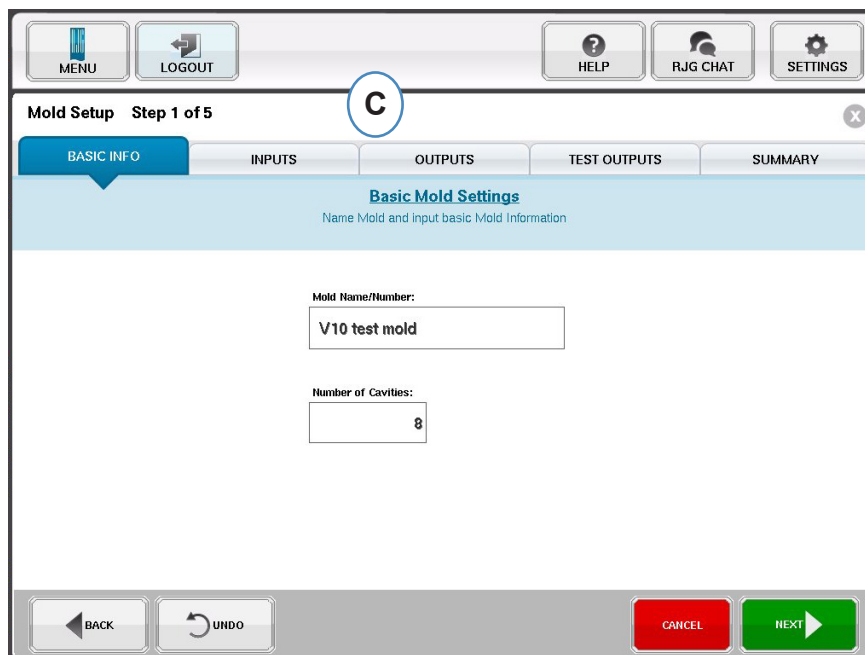 MENU
LOGOUT
HELP
RJG CHAT
SETTINGS
C
Mold Setup Step 1 of 5
X
BASIC INFO
INPUTS
OUTPUTS
TEST OUTPUTS
SUMMARY
Basic Mold Settings
Name Mold and input basic Mold Information
Mold Name/Number:
V10 test mold
Number of Cavities:
8
BACK
UNDO
CANCEL
NEXT